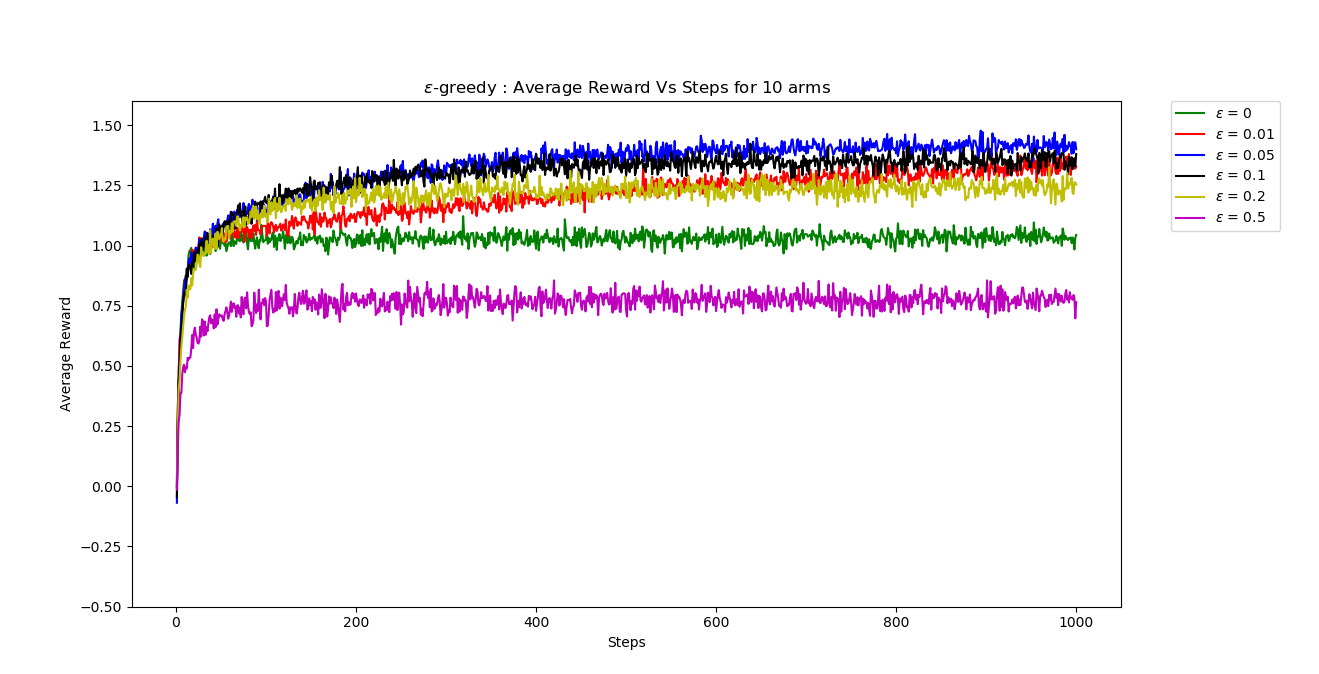 ε-greedy : Average Reward Vs Steps for 10 arms
ε = 0
ε = 0.01
ε = 0.05
ε = 0.1
ε = 0.2
ε = 0.5
Average Reward
1.50
1.25
1.00
0.75
0.50
0.25
0.00
−0.25
−0.50
0 200 400 600 800 1000
Steps